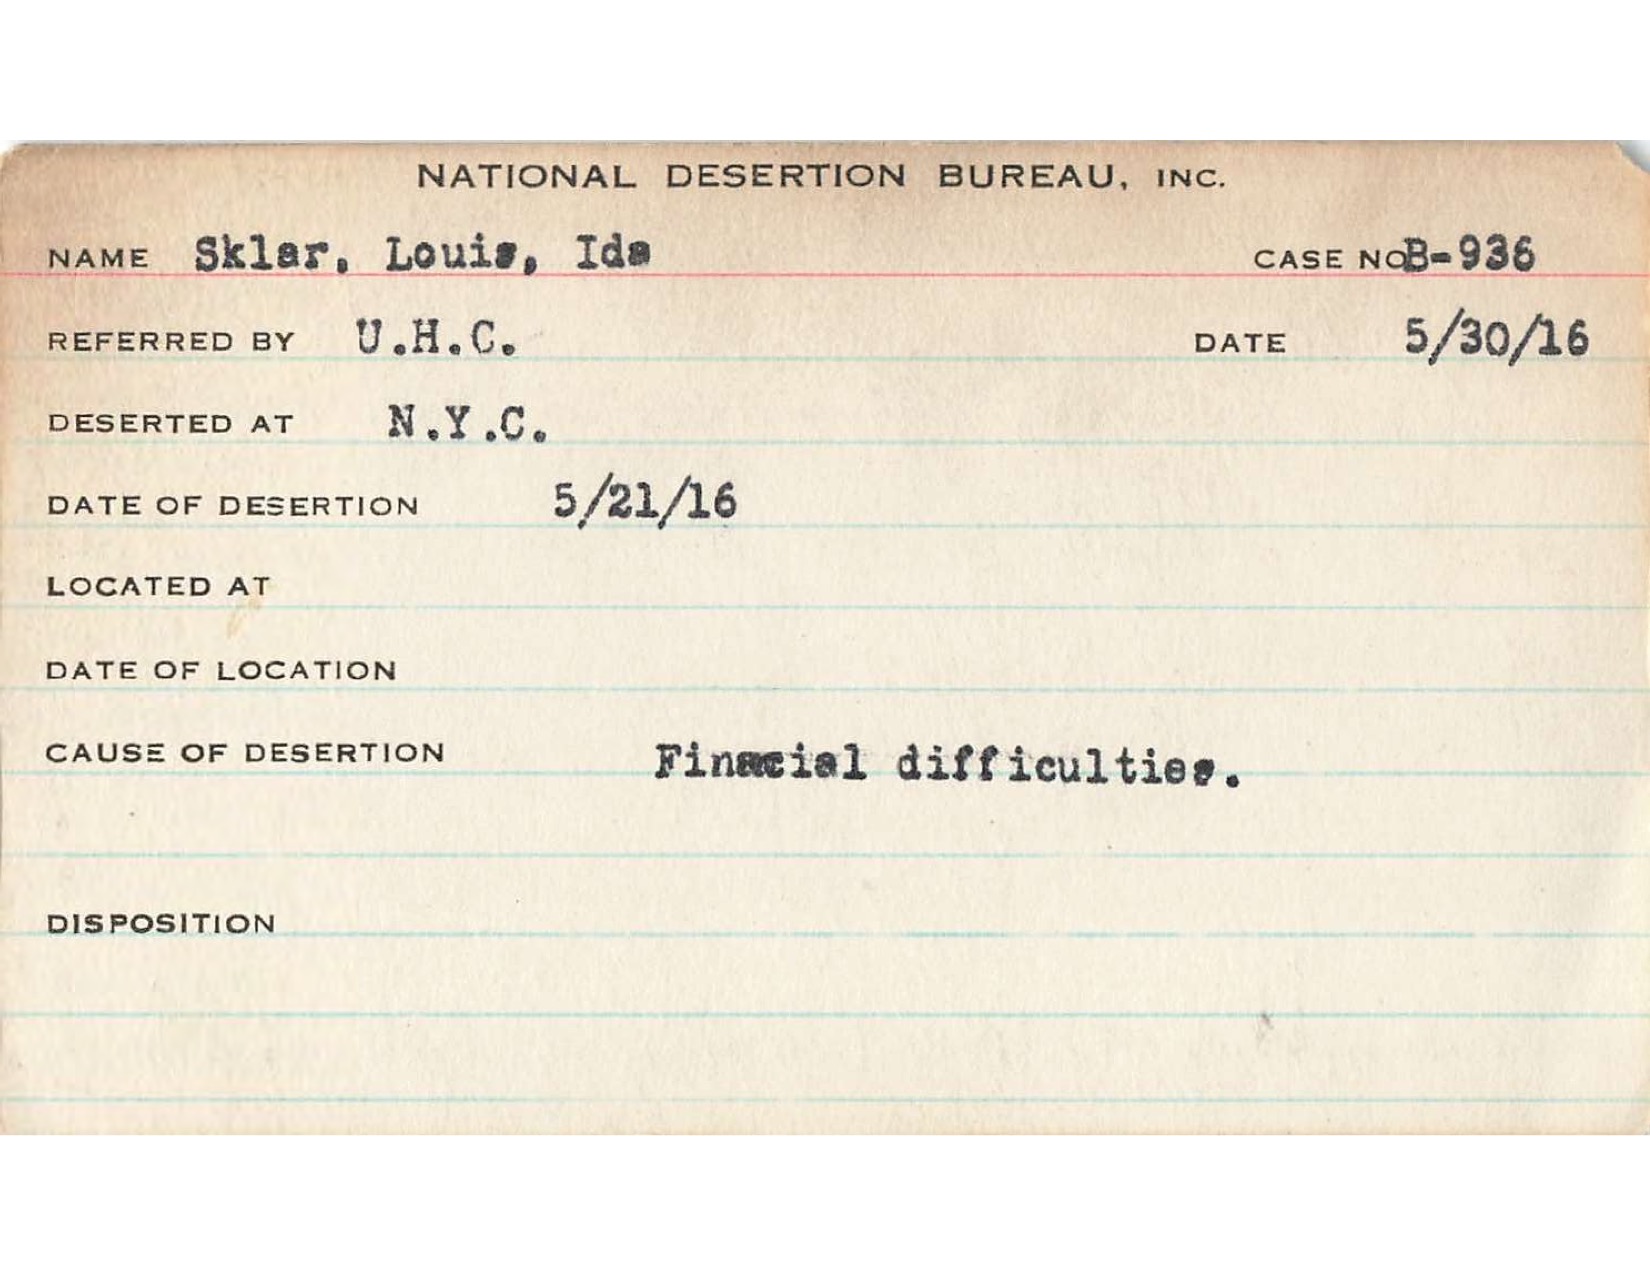 NATIONAL DESERTION BUREAU, INC.
NAME Sklar, Louis, Ida CASE NO B-936
REFERRED BY U.H.C. DATE 5/30/16
DESERTED AT N.Y.C.
DATE OF DESERTION 5/21/16
LOCATED AT
DATE OF LOCATION
CAUSE OF DESERTION Finacial difficulties.
DISPOSITION